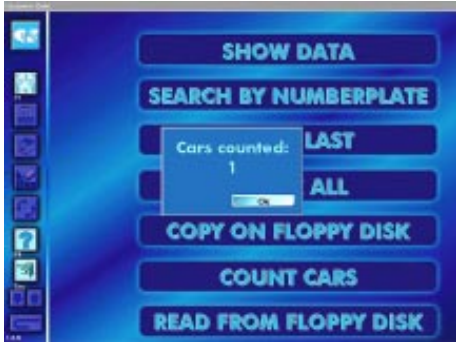 SHOW DATA
SEARCH BY NUMBERPLATE
LAST
Cars counted:
1
ALL
OK
COPY ON FLOPPY DISK
COUNT CARS
READ FROM FLOPPY DISK